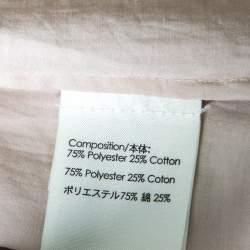 Composition/本体:
75% Polyester 25% Cotton
75% Polyester 25% Cotton
ポリエステル75% 綿 25%